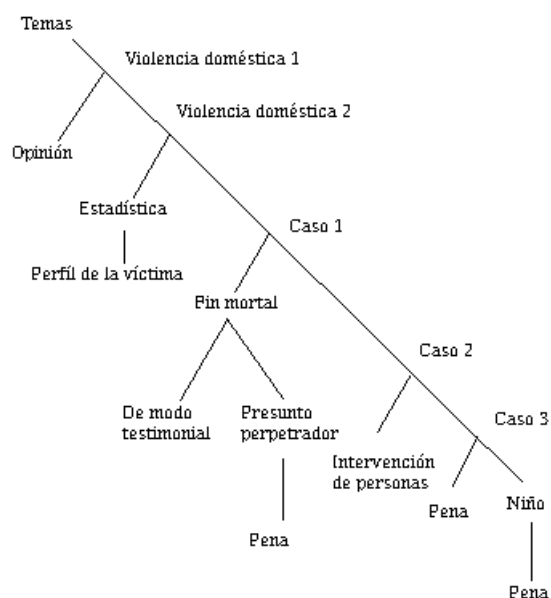 Temas
Violencia doméstica 1
Violencia doméstica 2
Opinión
Estadística
Caso 1
Perfíl de la víctima
Fin mortal
Caso 2
De modo
testimonial
Presunto
perpetrador
Caso 3
Intervención
de personas
Pena
Niño
Pena
Pena